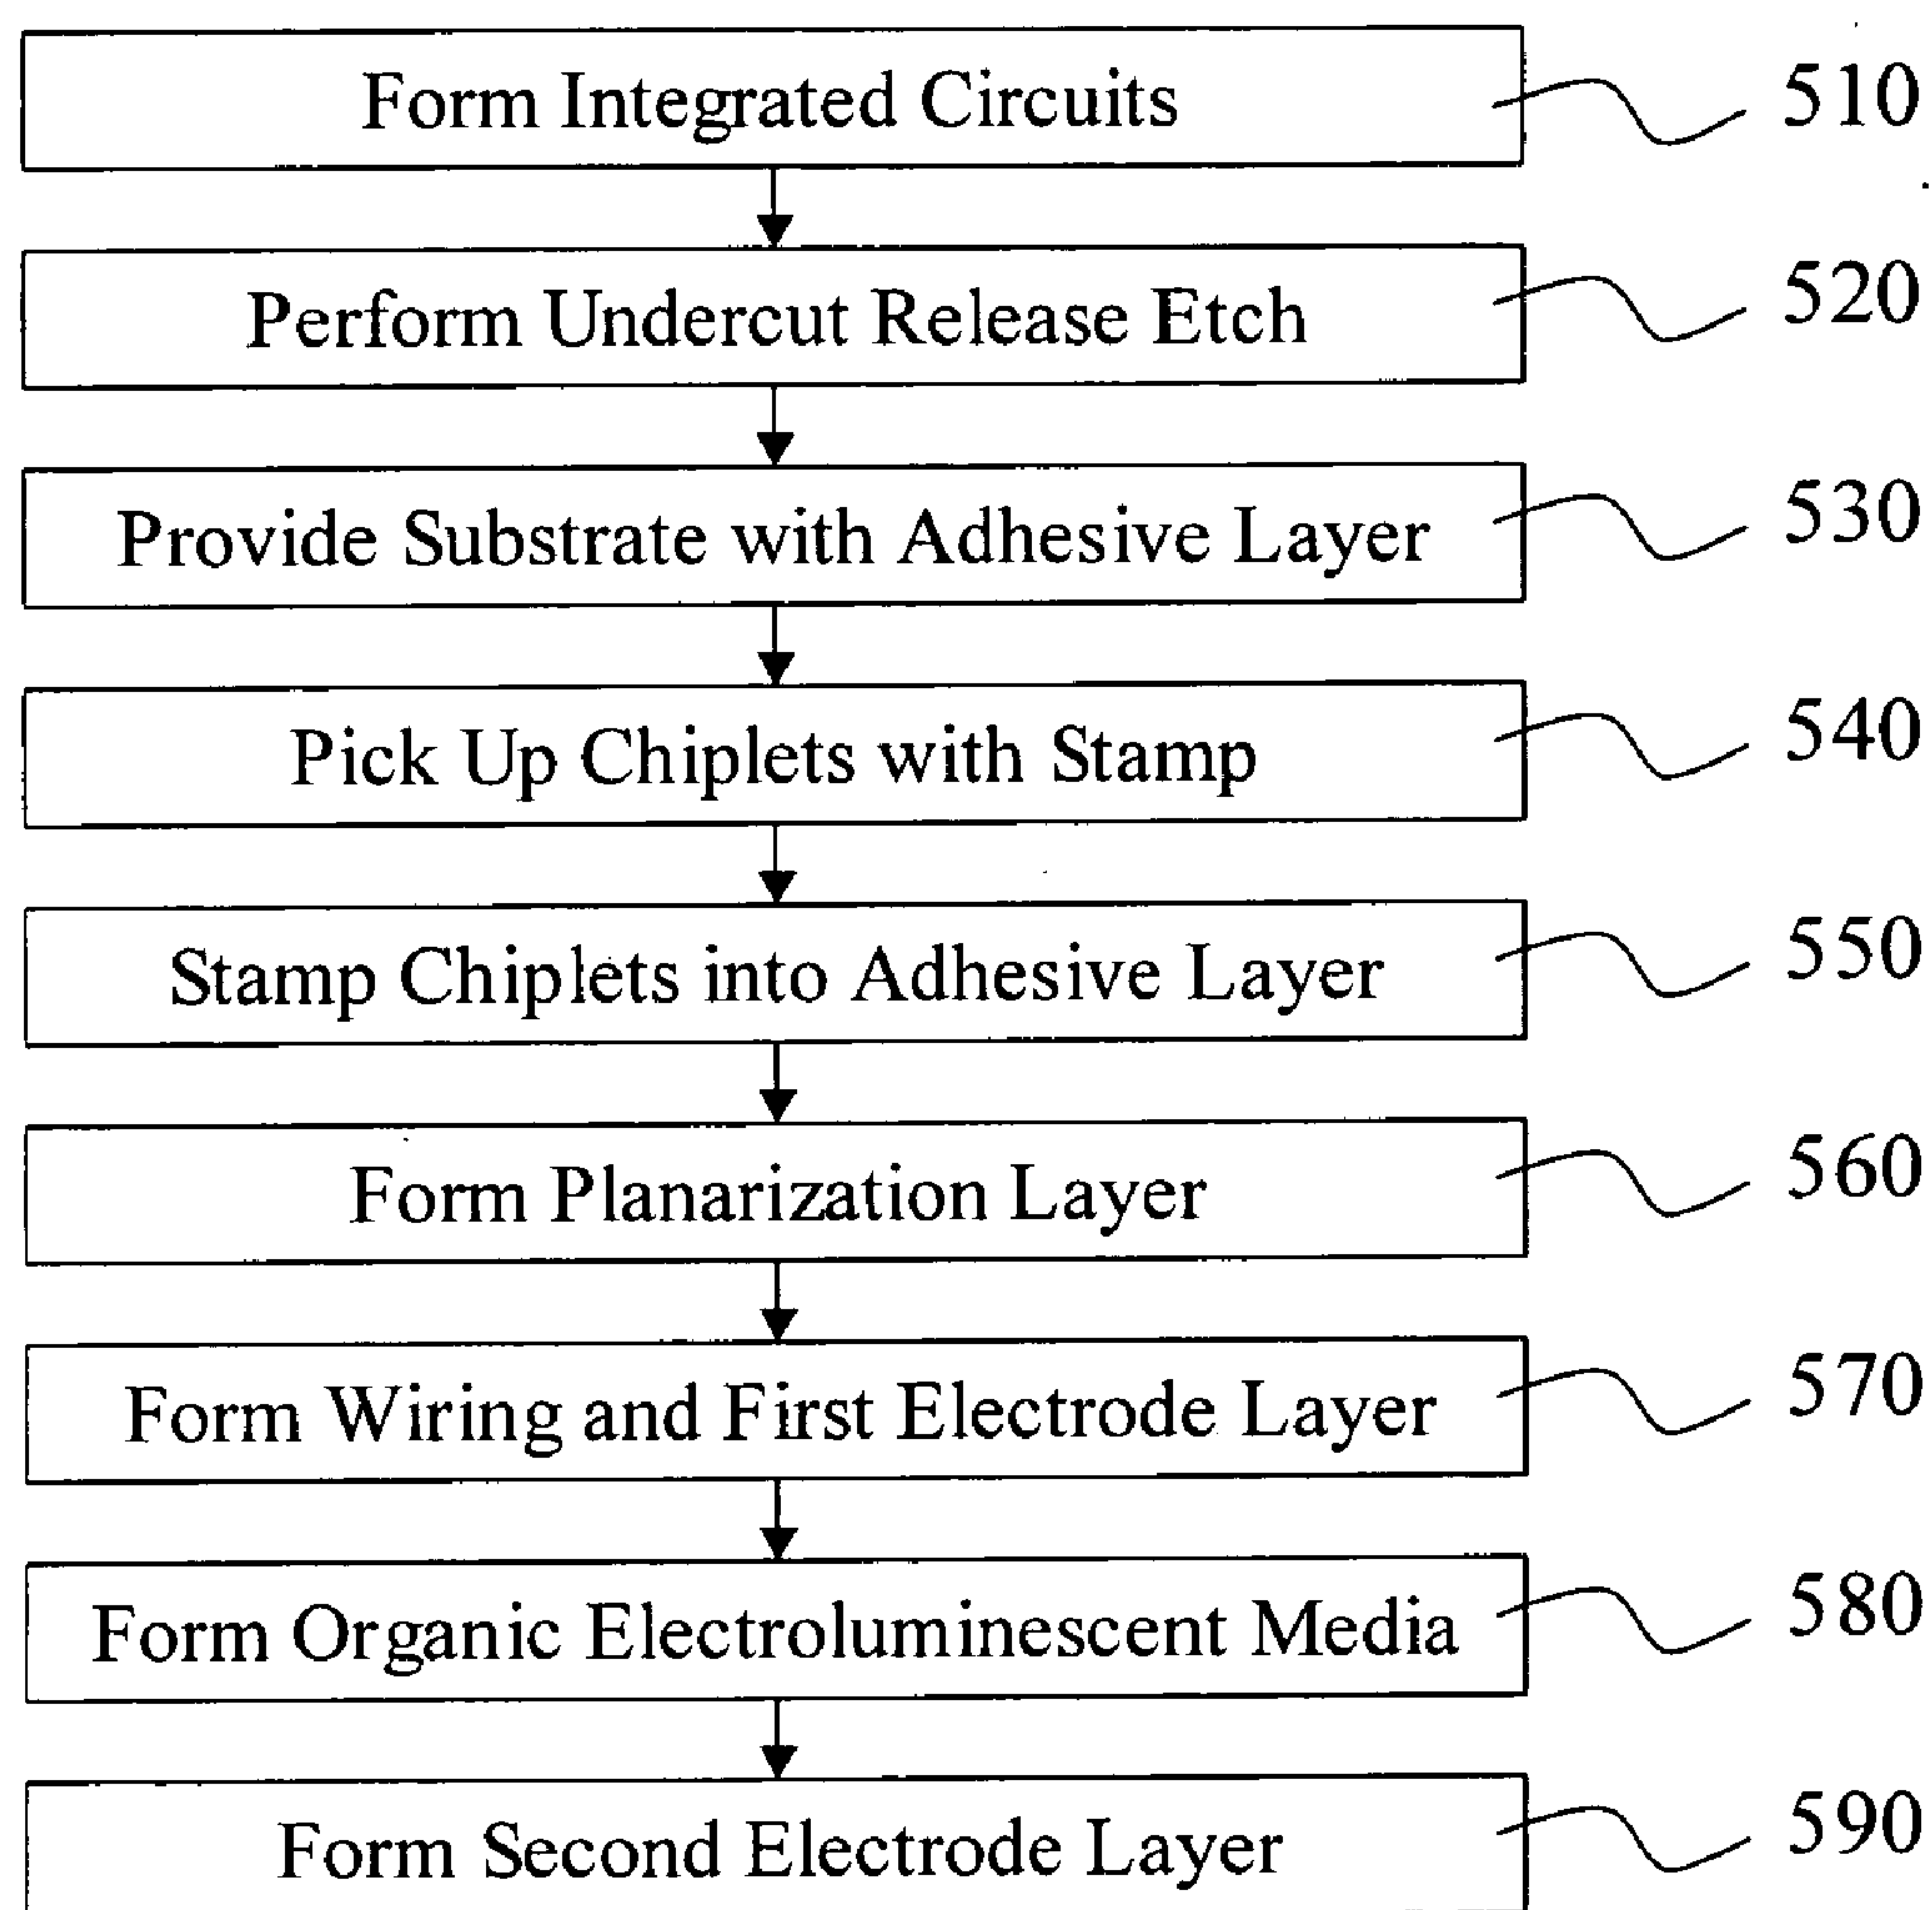 Form Integrated Circuits 510
Perform Undercut Release Etch 520
Provide Substrate with Adhesive Layer 530
Pick Up Chiplets with Stamp 540
Stamp Chiplets into Adhesive Layer 550
Form Planarization Layer 560
Form Wiring and First Electrode Layer 570
Form Organic Electroluminescent Media 580
Form Second Electrode Layer 590